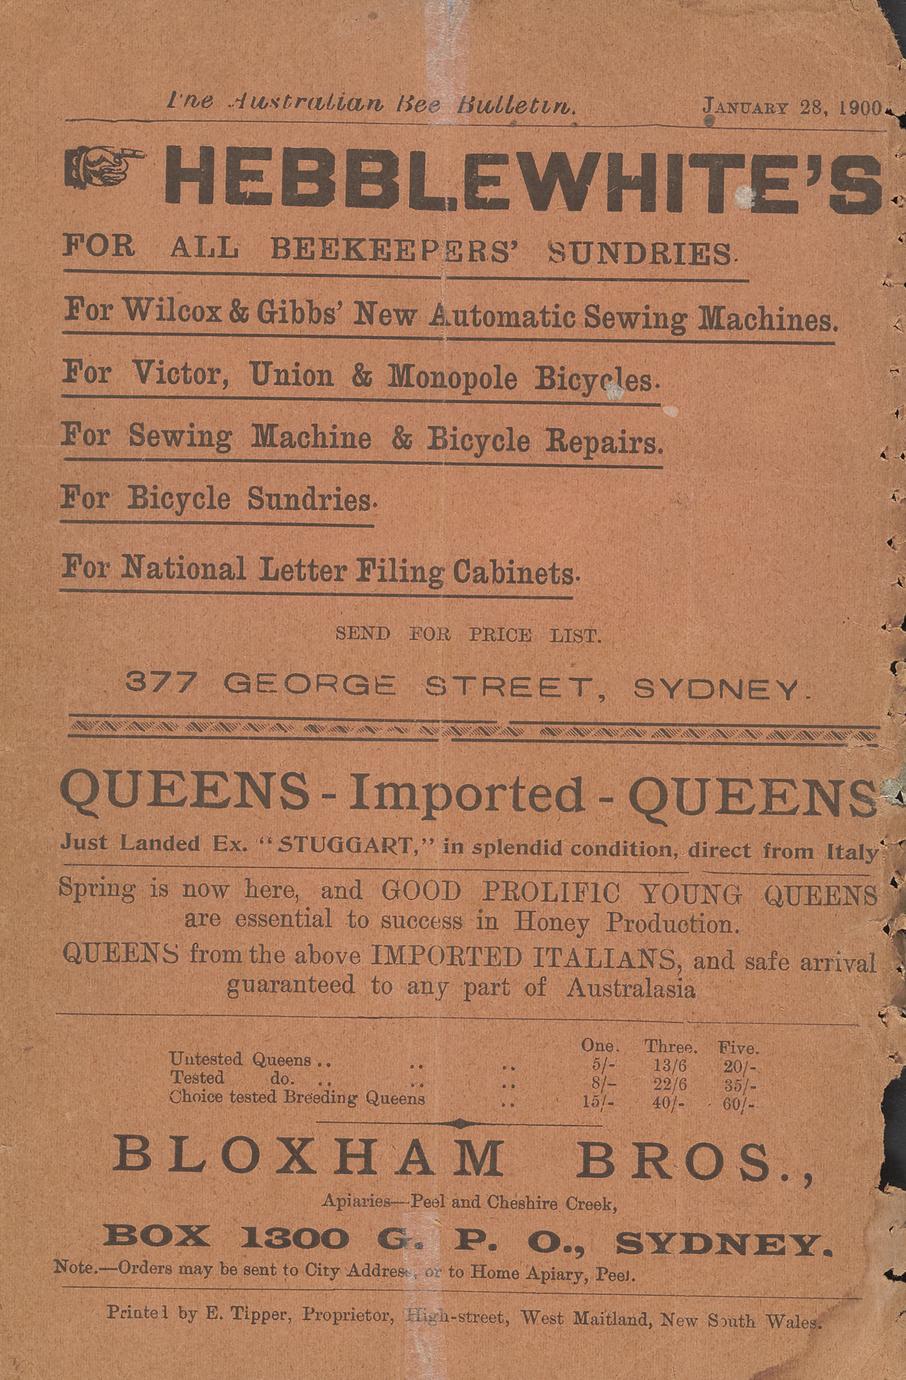 The Australian Bee Bulletin. JANUARY 28, 1900.
HEBBLEWHITE'S
FOR ALL BEEKEEPERS' SUNDRIES.
For Wilcox & Gibbs' New Automatic Sewing Machines.
For Victor, Union & Monopole Bicycles.
For Sewing Machine & Bicycle Repairs.
For Bicycle Sundries.
For National Letter Filing Cabinets.
SEND FOR PRICE LIST.
377 GEORGE STREET, SYDNEY.
QUEENS - Imported - QUEENS
Just Landed Ex. "STUGGART," in splendid condition, direct from Italy
Spring is now here, and GOOD PROLIFIC YOUNG QUEENS
are essential to success in Honey Production.
QUEENS from the above IMPORTED ITALIANS, and safe arrival
guaranteed to any part of Australasia
One. Three. Five.
Untested Queens .. .. .. 5/- 13/6 20/-
Tested do. .. .. .. 8/- 22/6 35/-
Choice tested Breeding Queens .. 15/- 40/- 60/-
BLOXHAM BROS.,
Apiaries—Peel and Cheshire Creek,
BOX 1300 G. P. O., SYDNEY.
Note.—Orders may be sent to City Address, or to Home Apiary, Peel.
Printed by E. Tipper, Proprietor, High-street, West Maitland, New South Wales.